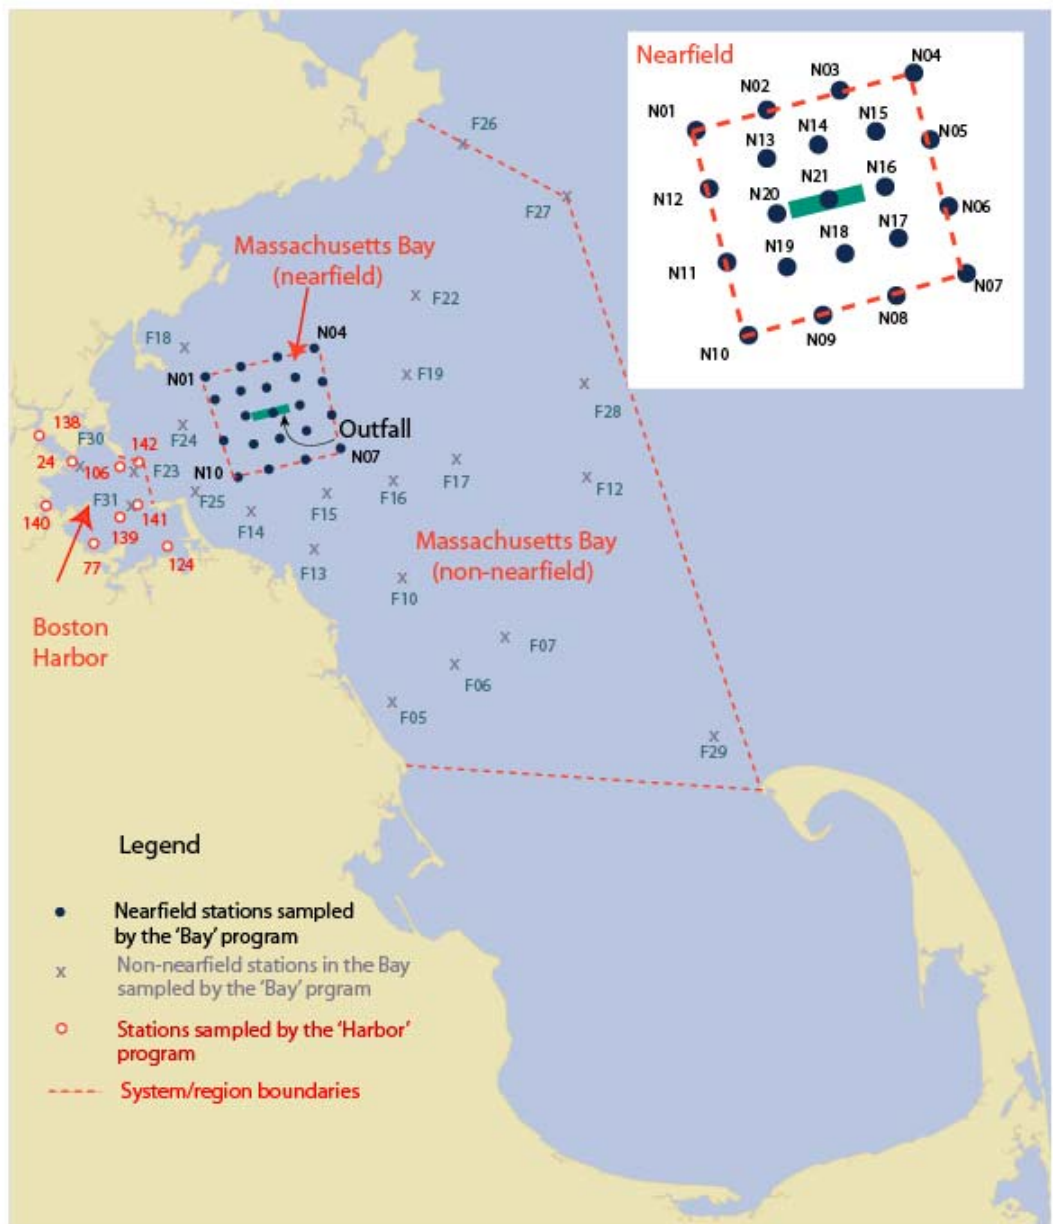 Nearfield
N04
N03
N02
N01
N15
N14
N05
N13
N16
N21
N12
N20
N06
N17
N18
N19
N11
N07
N08
N09
N10
F26
F27
Massachusetts Bay
(nearfield)
F22
F18
N04
N01
F19
F28
138
F30
142
F24
Outfall
24
106
F23
N10
N07
F17
F12
F31
F25
F16
F15
140
141
F14
139
Massachusetts Bay
(non-nearfield)
77
124
F13
F10
Boston
Harbor
F07
F06
F05
F29
Legend
Nearfield stations sampled
by the 'Bay' program
x Non-nearfield stations in the Bay
sampled by the 'Bay' prgram
Stations sampled by the 'Harbor'
program
System/region boundaries